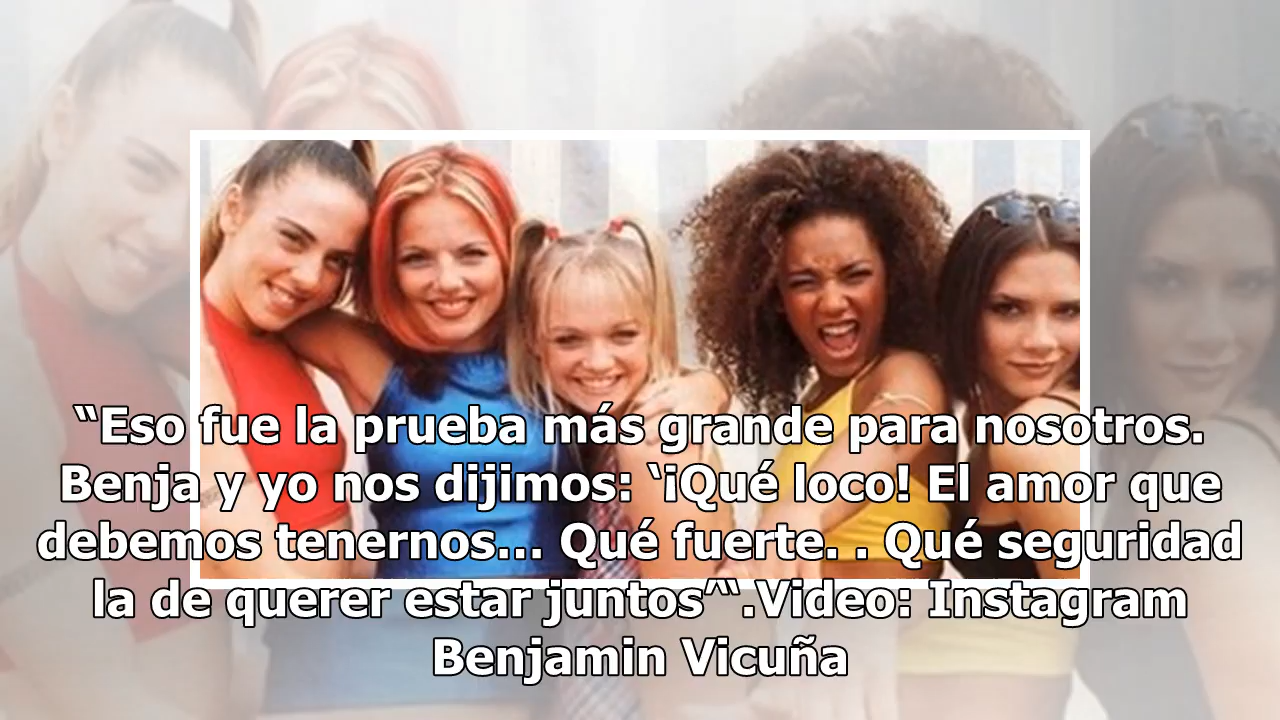 “Eso fue la prueba más grande para nosotros.
Benja y yo nos dijimos: ‘¡Qué loco! El amor que
debemos tenernos... Qué fuerte. . Qué seguridad
la de querer estar juntos’“.Video: Instagram
Benjamin Vicuña